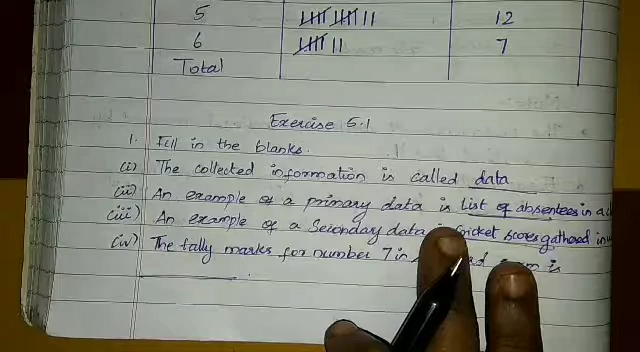 5 12
6 7
Total
Exercise 5.1
1. Fill in the blanks.
(i) The collected information is called data
(ii) An example of a primary data is list of absentees in a
(iii) An example of a Secondary data Cricket scores gathered in
(iv) The tally marks for number 7 in is